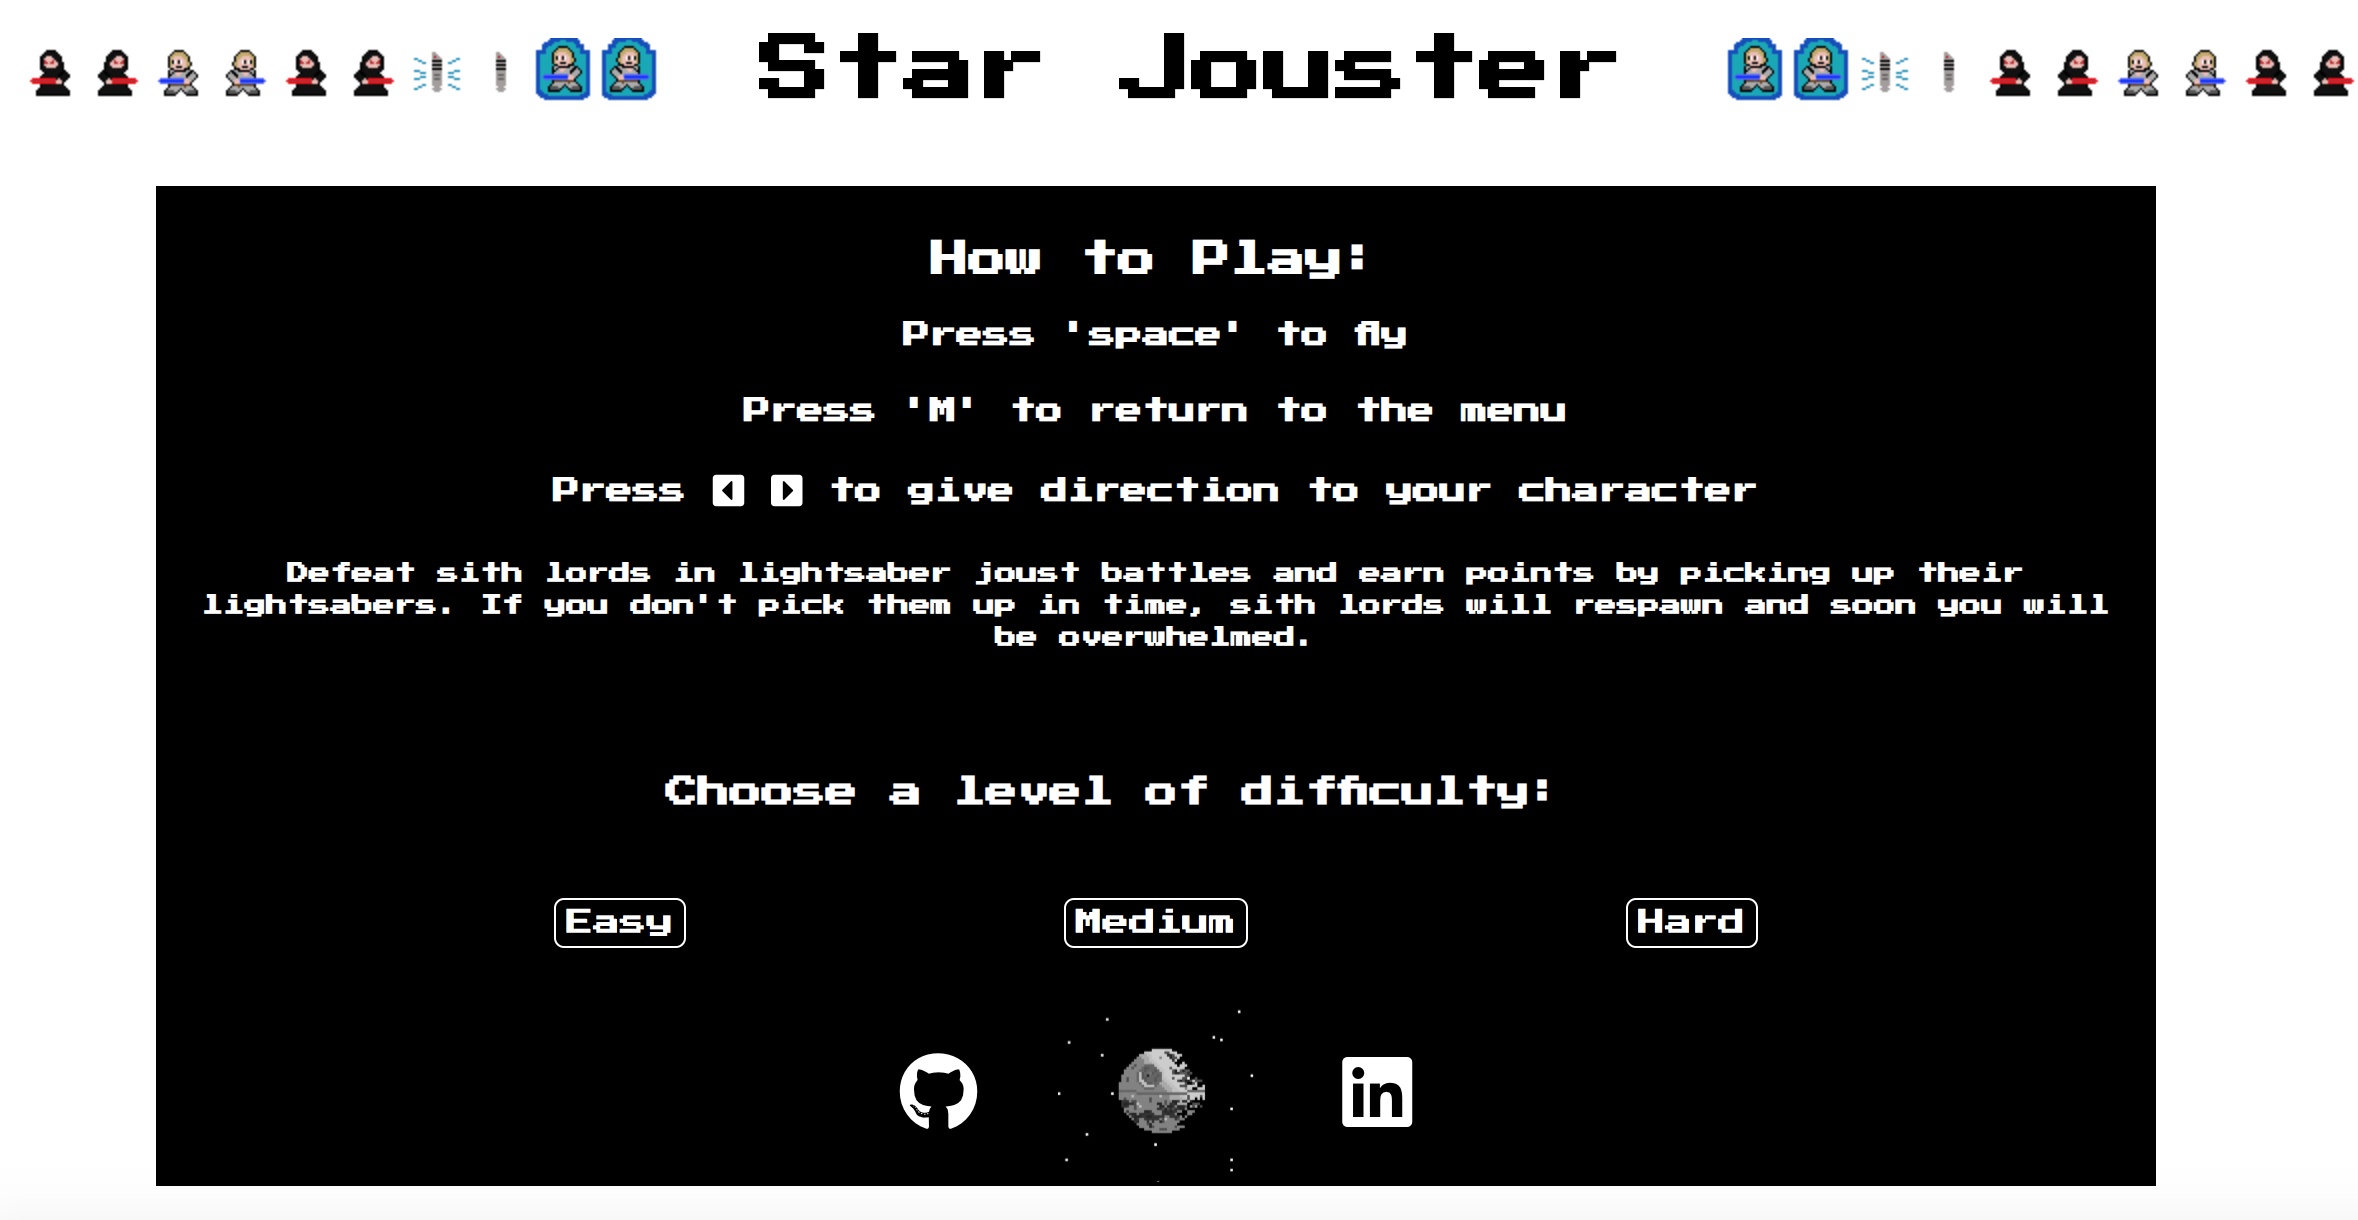 Star Jouster
How to Play:
Press 'space' to fly
Press 'M' to return to the menu
Press to give direction to your character
Defeat sith lords in lightsaber joust battles and earn points by picking up their
lightsabers. If you don't pick them up in time, sith lords will respawn and soon you will
be overwhelmed.
Choose a level of difficulty:
Easy Medium Hard
in